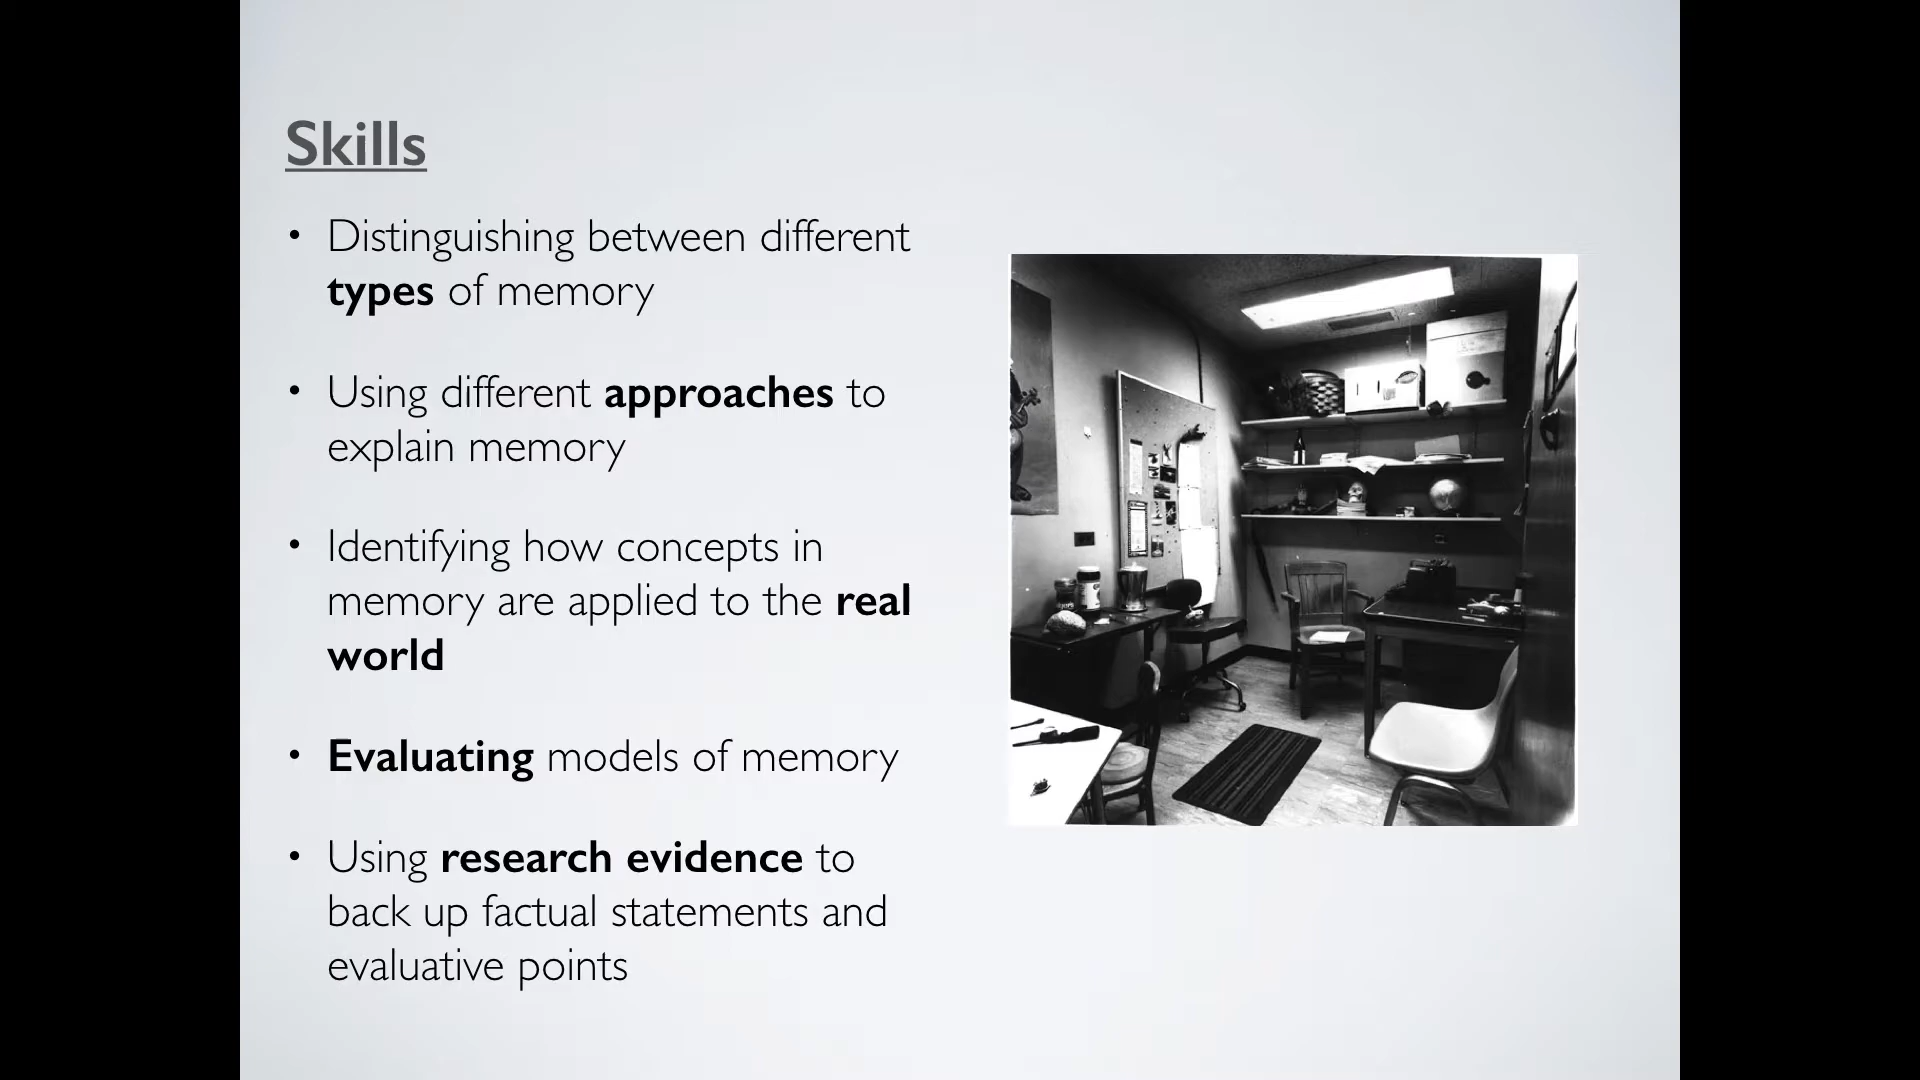 Skills
• Distinguishing between different
types of memory
• Using different approaches to
explain memory
• Identifying how concepts in
memory are applied to the real
world
• Evaluating models of memory
• Using research evidence to
back up factual statements and
evaluative points